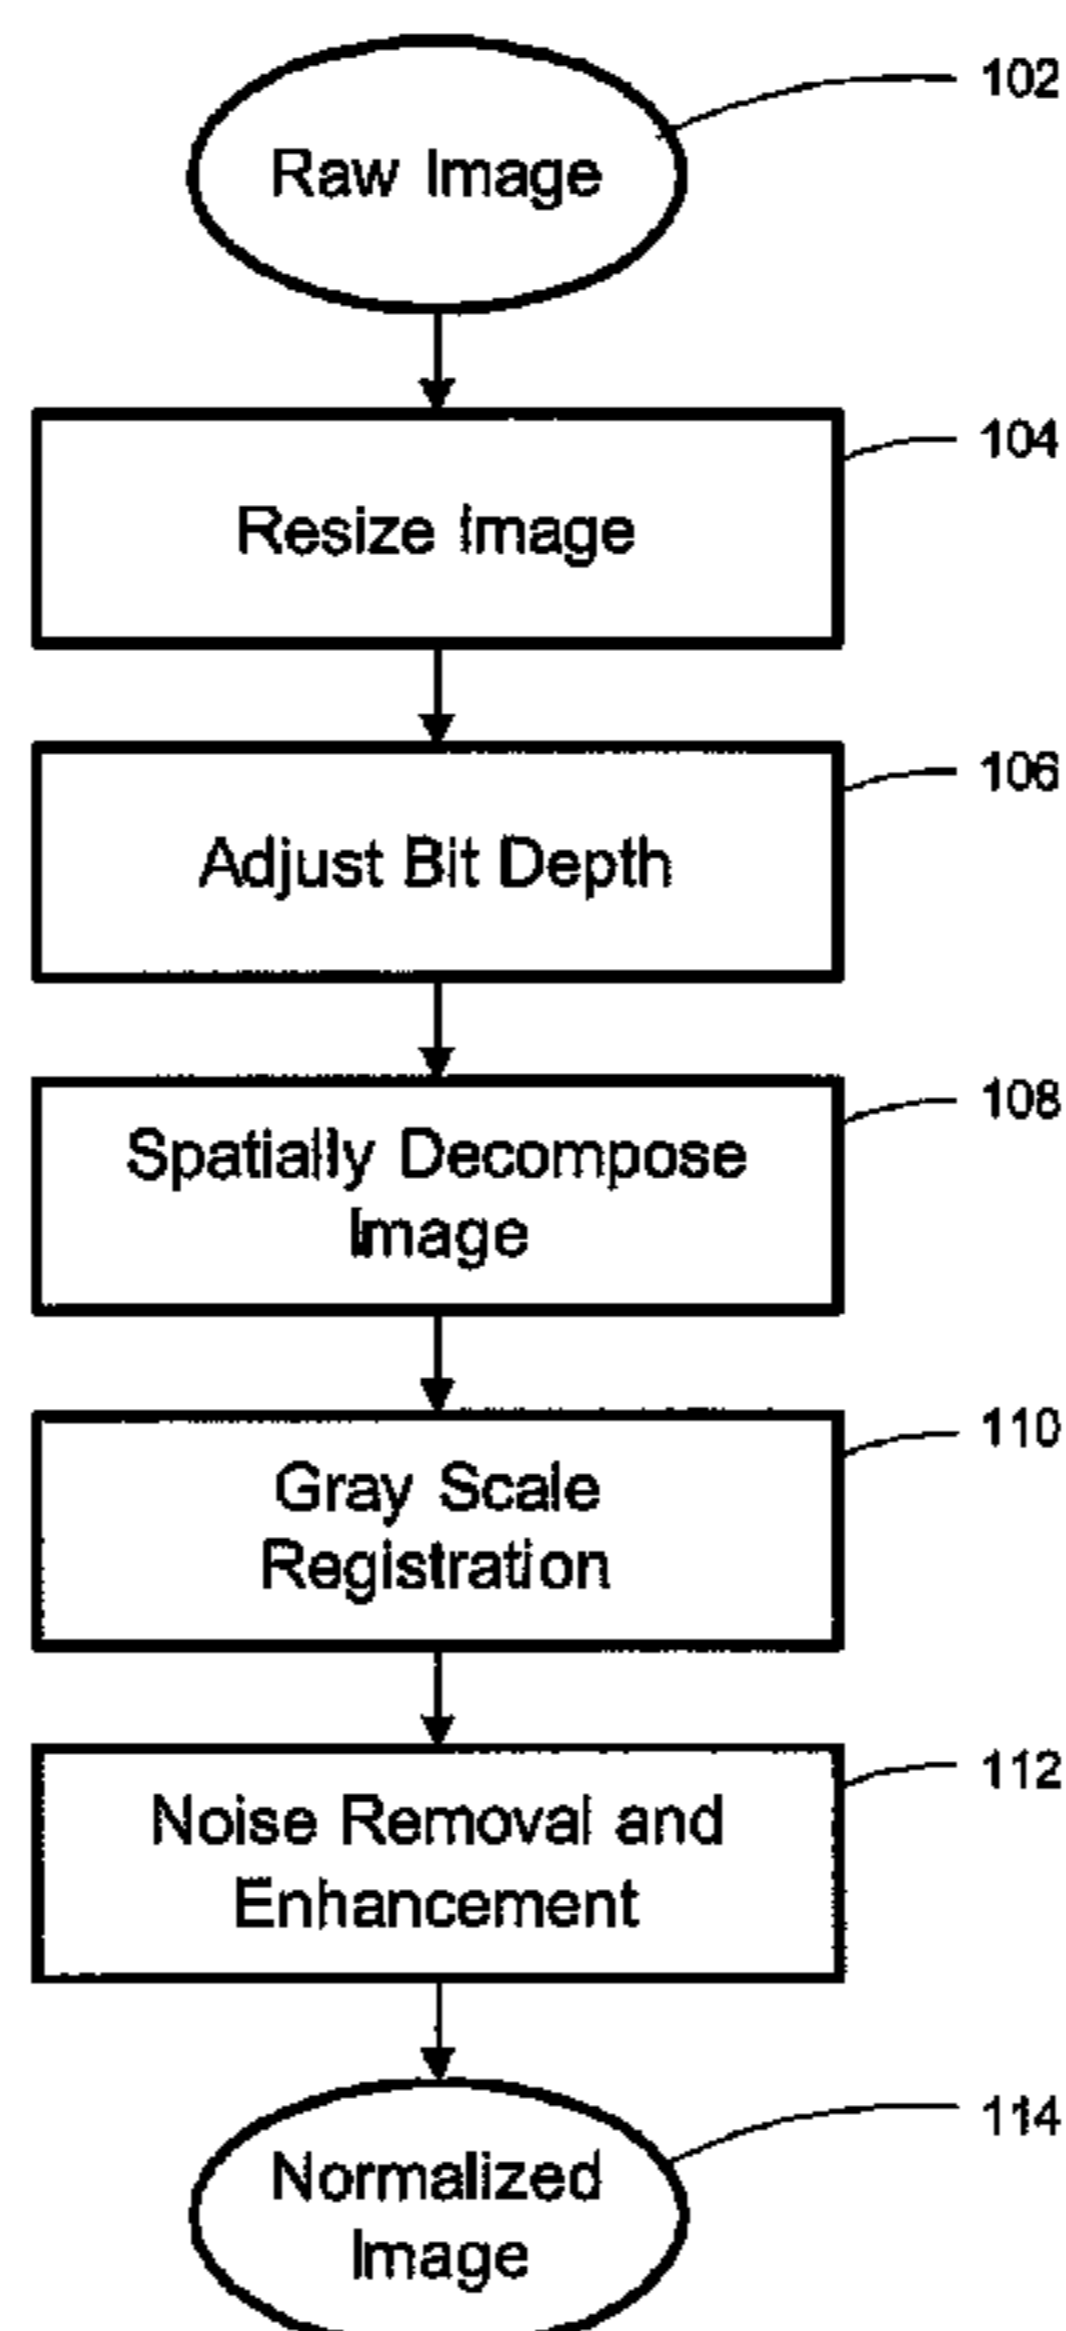 Raw Image
102
Resize Image
104
Adjust Bit Depth
106
Spatially Decompose
Image
108
Gray Scale
Registration
110
Noise Removal and
Enhancement
112
Normalized
Image
114